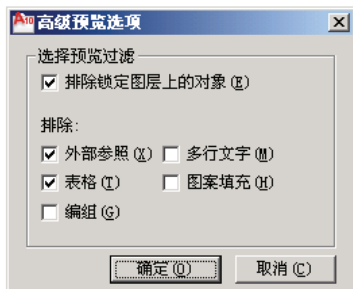 A10 高级预览选项
选择预览过滤
排除锁定图层上的对象(E)
排除:
外部参照(X) 多行文字(M)
表格(T) 图案填充(H)
编组(G)
确定(O) 取消(C)